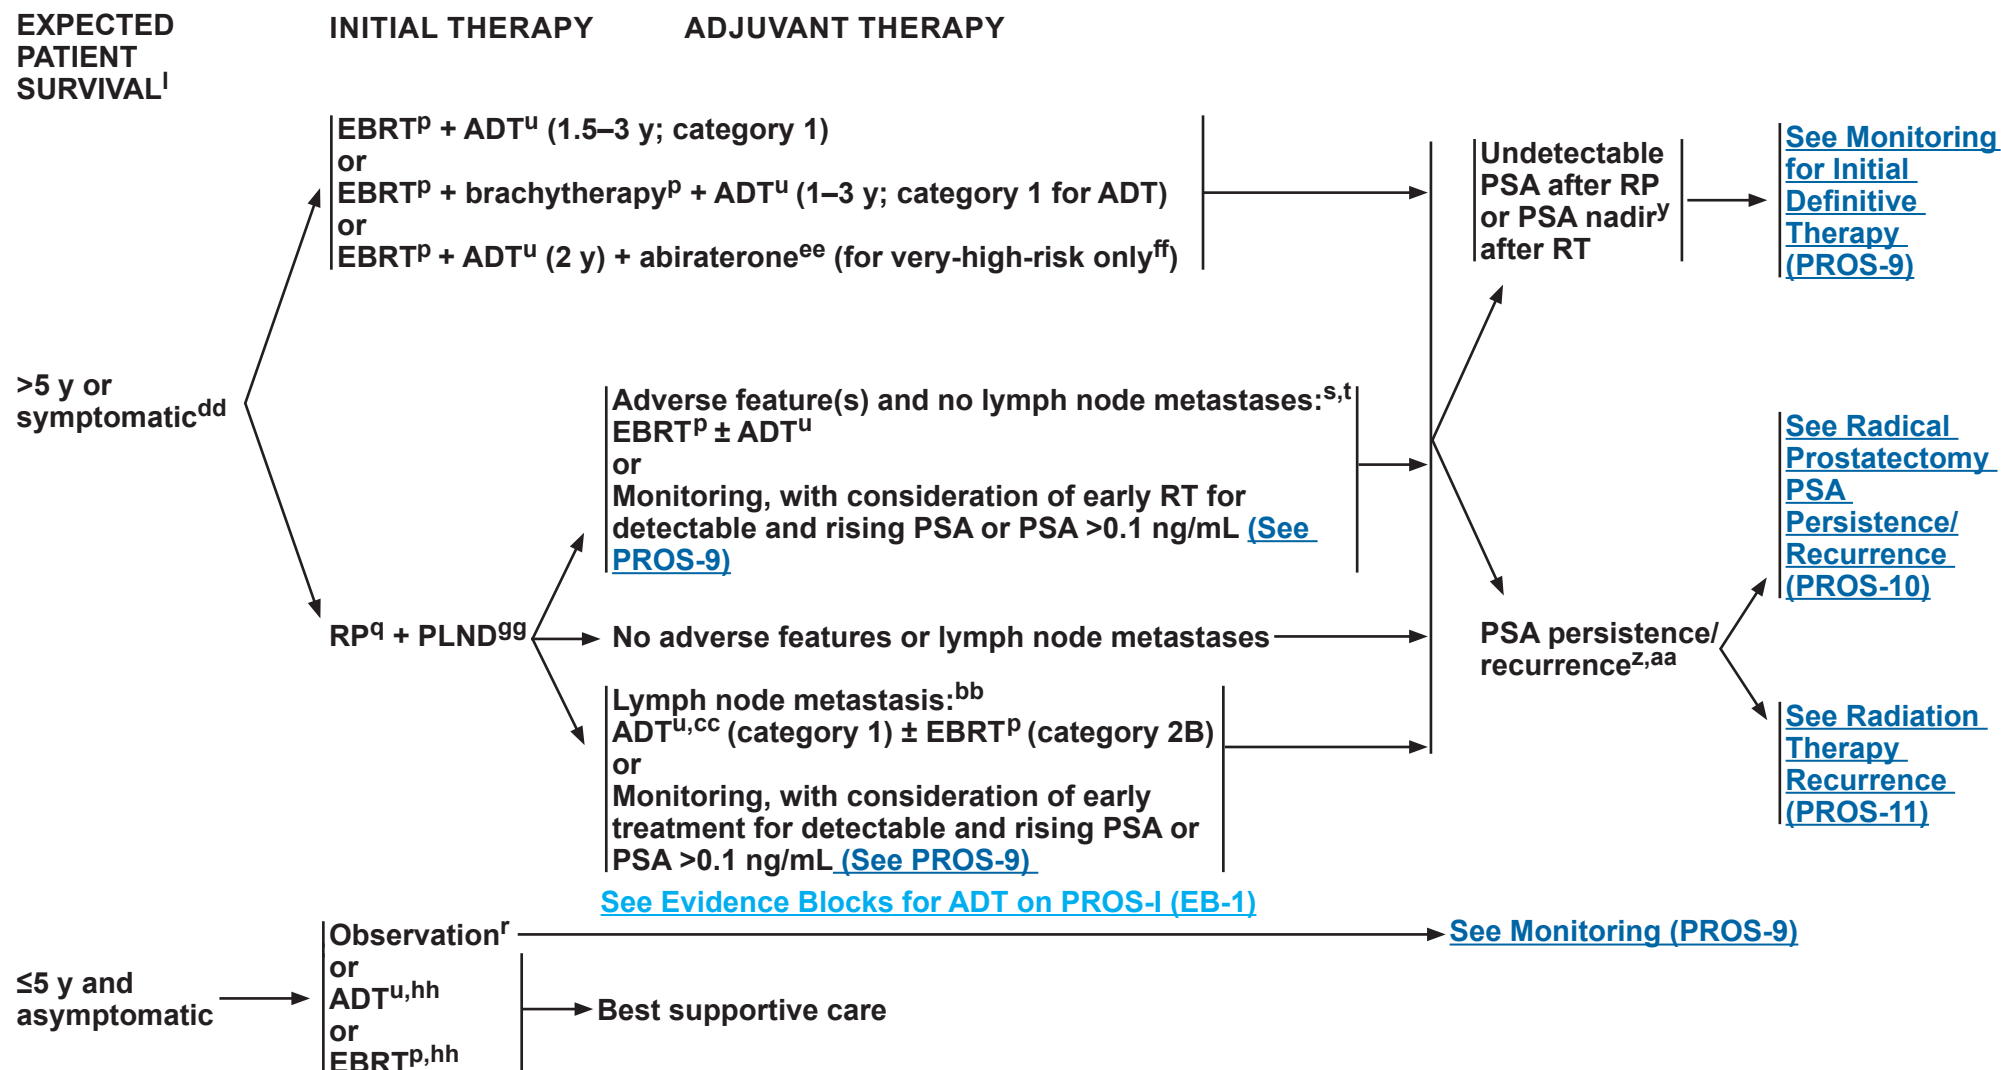 EXPECTED
PATIENT
SURVIVALl
INITIAL THERAPY
ADJUVANT THERAPY
>5 y or
symptomaticdd
EBRTp + ADTu (1.5–3 y; category 1)
or
EBRTp + brachytherapyp + ADTu (1–3 y; category 1 for ADT)
or
EBRTp + ADTu (2 y) + abirateroneee (for very-high-risk onlyff)
RPq + PLNDgg
Adverse feature(s) and no lymph node metastases:s,t
EBRTp ± ADTu
or
Monitoring, with consideration of early RT for
detectable and rising PSA or PSA >0.1 ng/mL (See
PROS-9)
No adverse features or lymph node metastases
Lymph node metastasis:bb
ADTu,cc (category 1) ± EBRTp (category 2B)
or
Monitoring, with consideration of early
treatment for detectable and rising PSA or
PSA >0.1 ng/mL (See PROS-9)
Undetectable
PSA after RP
or PSA nadiry
after RT
See Monitoring
for Initial
Definitive
Therapy
(PROS-9)
PSA persistence/
recurrencez,aa
See Radical
Prostatectomy
PSA
Persistence/
Recurrence
(PROS-10)
See Radiation
Therapy
Recurrence
(PROS-11)
See Evidence Blocks for ADT on PROS-I (EB-1)
≤5 y and
asymptomatic
Observationr
or
ADTu,hh
or
EBRTp,hh
See Monitoring (PROS-9)
Best supportive care